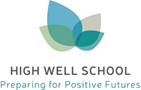 HIGH WELL SCHOOL
Preparing for Positive Futures